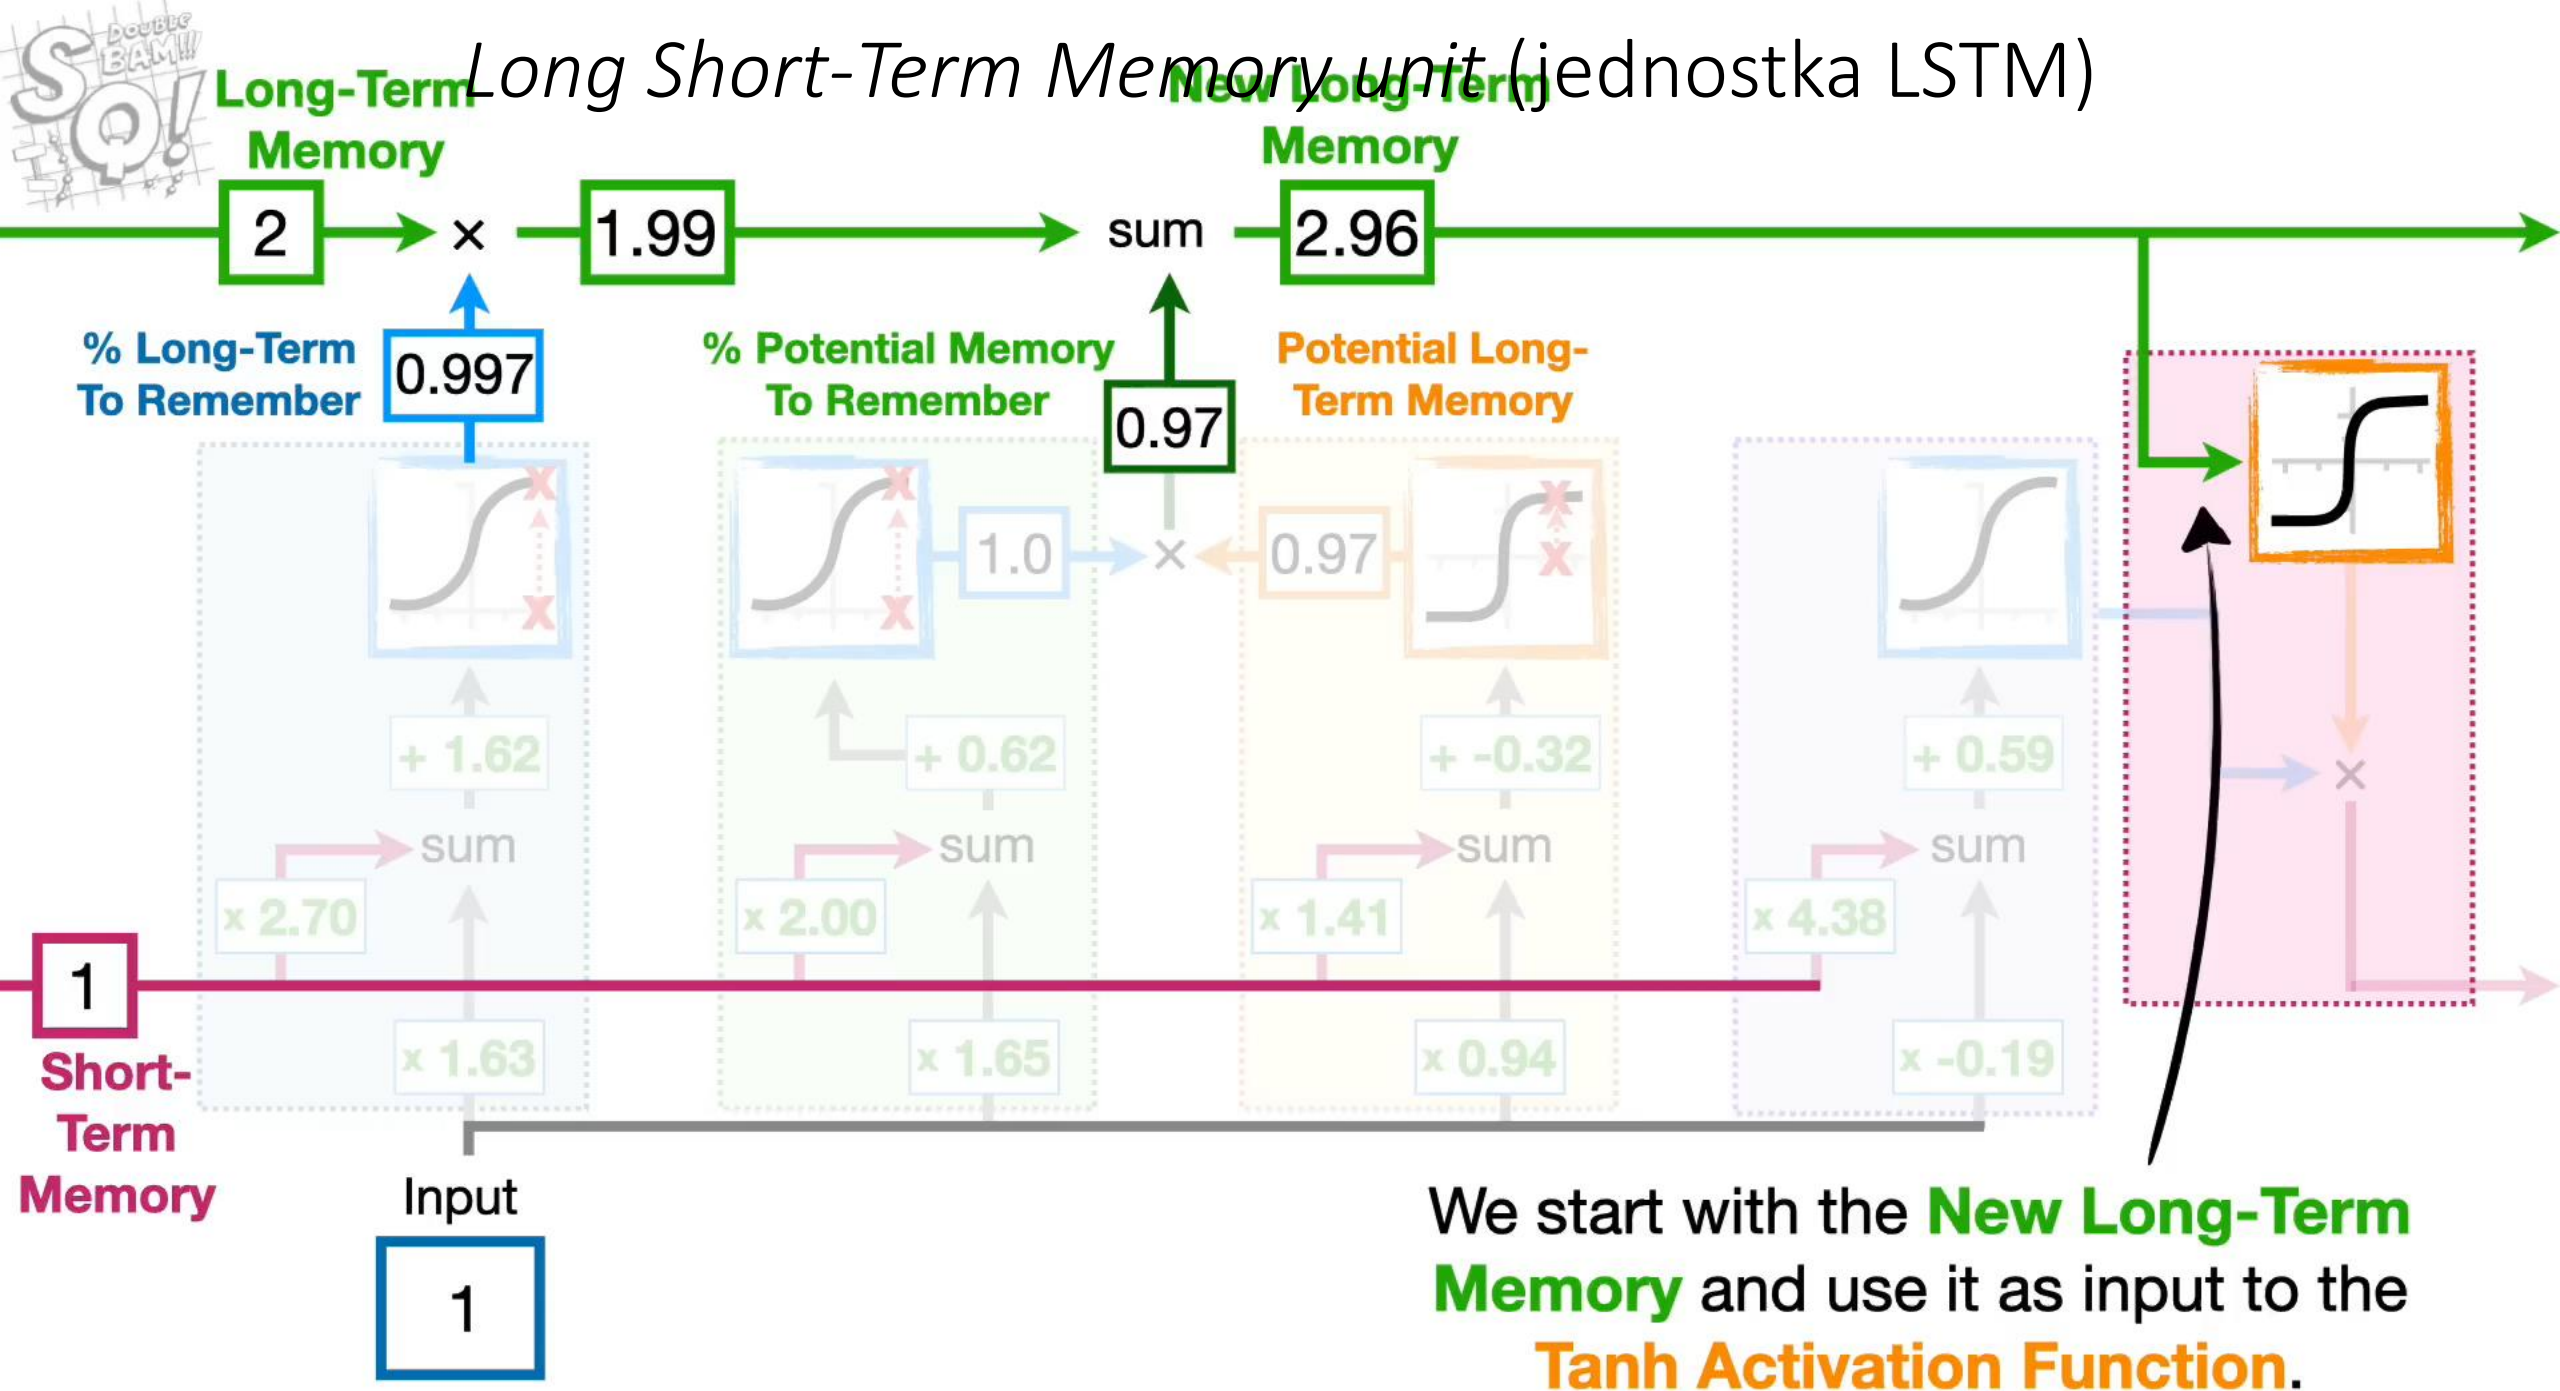 DOUBLE
BAM!!!
SQ!
Long Short-Term Memory unit (jednostka LSTM)
Long-Term
Memory
New Long-Term
Memory
2
×
1.99
sum
2.96
% Long-Term
To Remember
0.997
% Potential Memory
To Remember
0.97
Potential Long-
Term Memory
1.0
×
0.97
+ 1.62
+ 0.62
+ -0.32
+ 0.59
×
sum
sum
sum
sum
x 2.70
x 2.00
x 1.41
x 4.38
1
Short-
Term
Memory
x 1.63
x 1.65
x 0.94
x -0.19
Input
1
We start with the New Long-Term
Memory and use it as input to the
Tanh Activation Function.